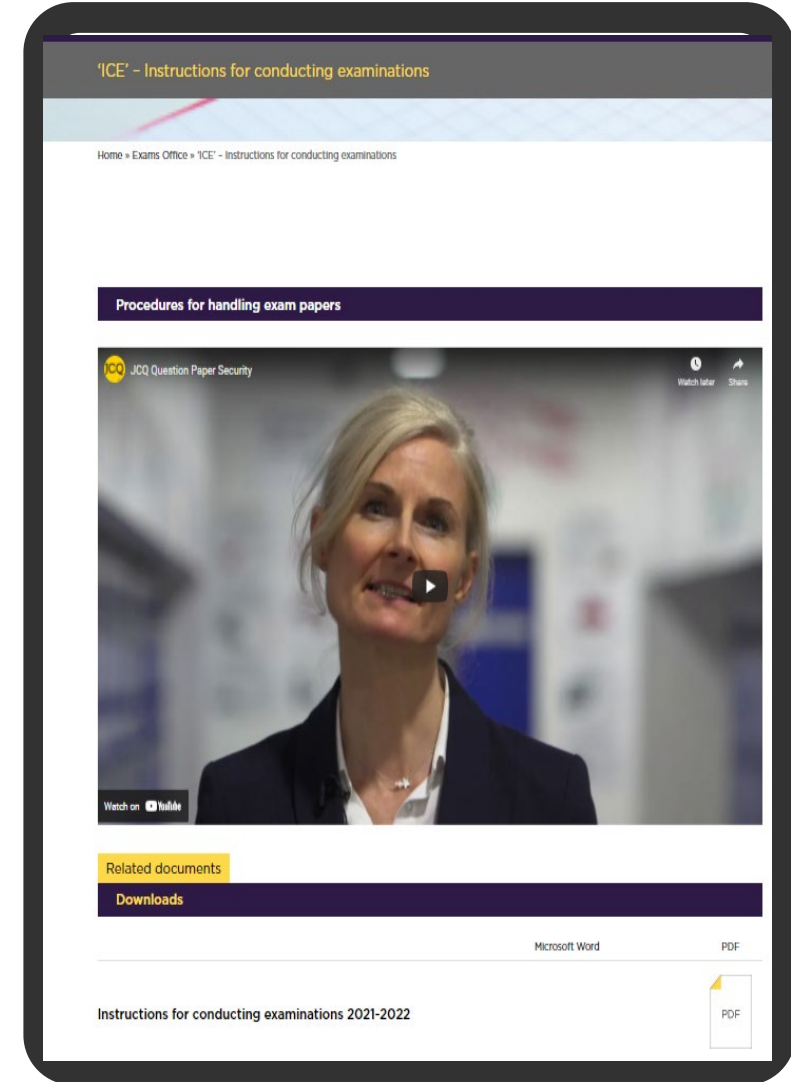 'ICE' – Instructions for conducting examinations
Home » Exams Office » 'ICE' – Instructions for conducting examinations
Procedures for handling exam papers
JCQ JCQ Question Paper Security
Watch later Share
Watch on YouTube
Related documents
Downloads
Microsoft Word PDF
Instructions for conducting examinations 2021-2022 PDF